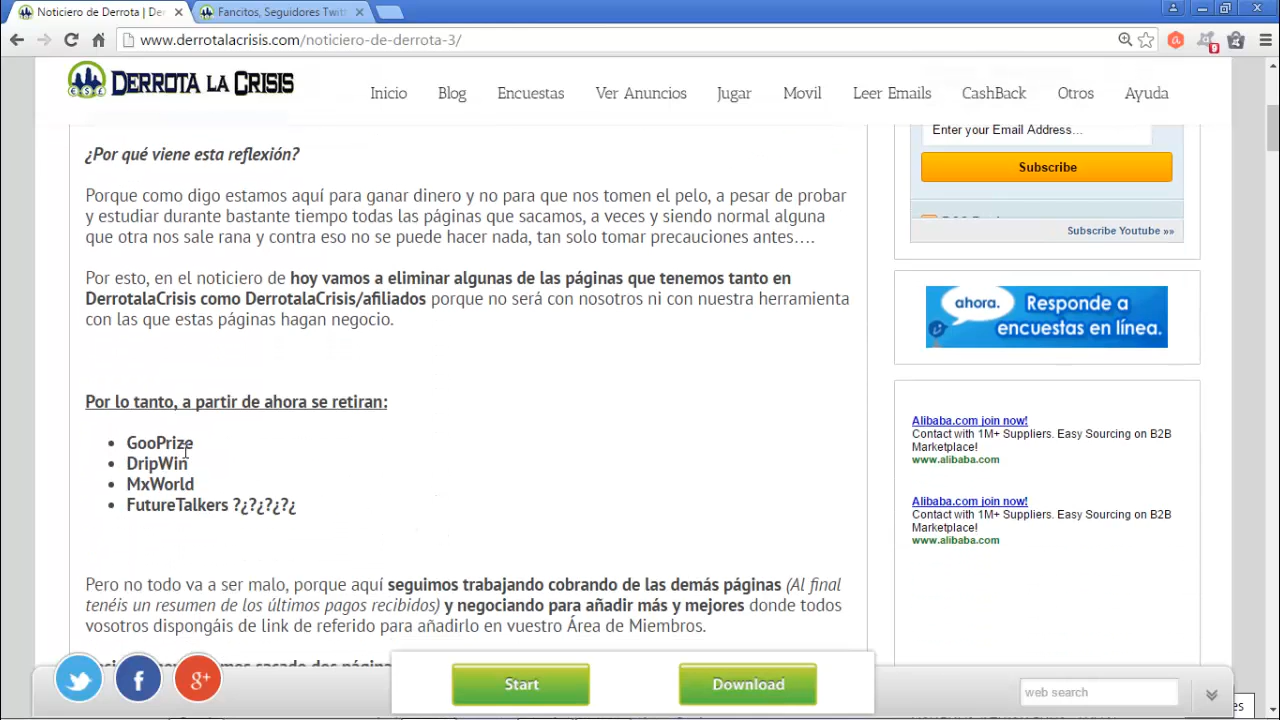 Noticiero de Derrota | Der
Fancitos, Seguidores Twitt
www.derrotalacrisis.com/noticiero-de-derrota-3/
9
DERROTA LA CRISIS
Inicio Blog Encuestas Ver Anuncios Jugar Movil Leer Emails CashBack Otros Ayuda
¿Por qué viene esta reflexión?
Porque como digo estamos aquí para ganar dinero y no para que nos tomen el pelo, a pesar de probar
y estudiar durante bastante tiempo todas las páginas que sacamos, a veces y siendo normal alguna
que otra nos sale rana y contra eso no se puede hacer nada, tan solo tomar precauciones antes….
Por esto, en el noticiero de hoy vamos a eliminar algunas de las páginas que tenemos tanto en
DerrotalaCrisis como DerrotalaCrisis/afiliados porque no será con nosotros ni con nuestra herramienta
con las que estas páginas hagan negocio.
Por lo tanto, a partir de ahora se retiran:
• GooPrize
• DripWin
• MxWorld
• FutureTalkers ?¿?¿?¿?¿
Pero no todo va a ser malo, porque aquí seguimos trabajando cobrando de las demás páginas (Al final
tenéis un resumen de los últimos pagos recibidos) y negociando para añadir más y mejores donde todos
vosotros dispongáis de link de referido para añadirlo en vuestro Área de Miembros.
Enter your Email Address...
Subscribe
Subscribe Youtube »»
ahora. Responde a
encuestas en línea.
Alibaba.com join now!
Contact with 1M+ Suppliers. Easy Sourcing on B2B
Marketplace!
www.alibaba.com
Alibaba.com join now!
Contact with 1M+ Suppliers. Easy Sourcing on B2B
Marketplace!
www.alibaba.com
Start
Download
web search
es